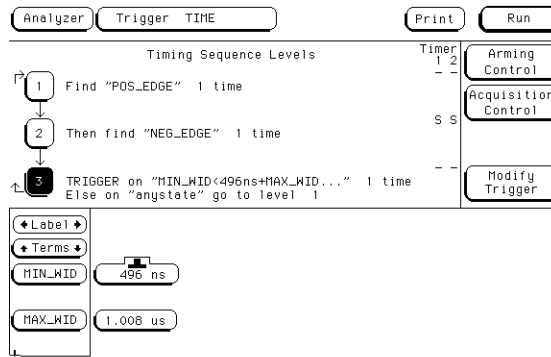 Analyzer Trigger TIME Print Run
Timing Sequence Levels
Timer
1 2
Arming
Control
Acquisition
Control
Modify
Trigger
1 Find "POS_EDGE" 1 time
- -
2 Then find "NEG_EDGE" 1 time
S S
3 TRIGGER on "MIN_WID<496ns+MAX_WID..." 1 time
- -
Else on "anystate" go to level 1
Label
Terms
MIN_WID 496 ns
MAX_WID 1.008 us